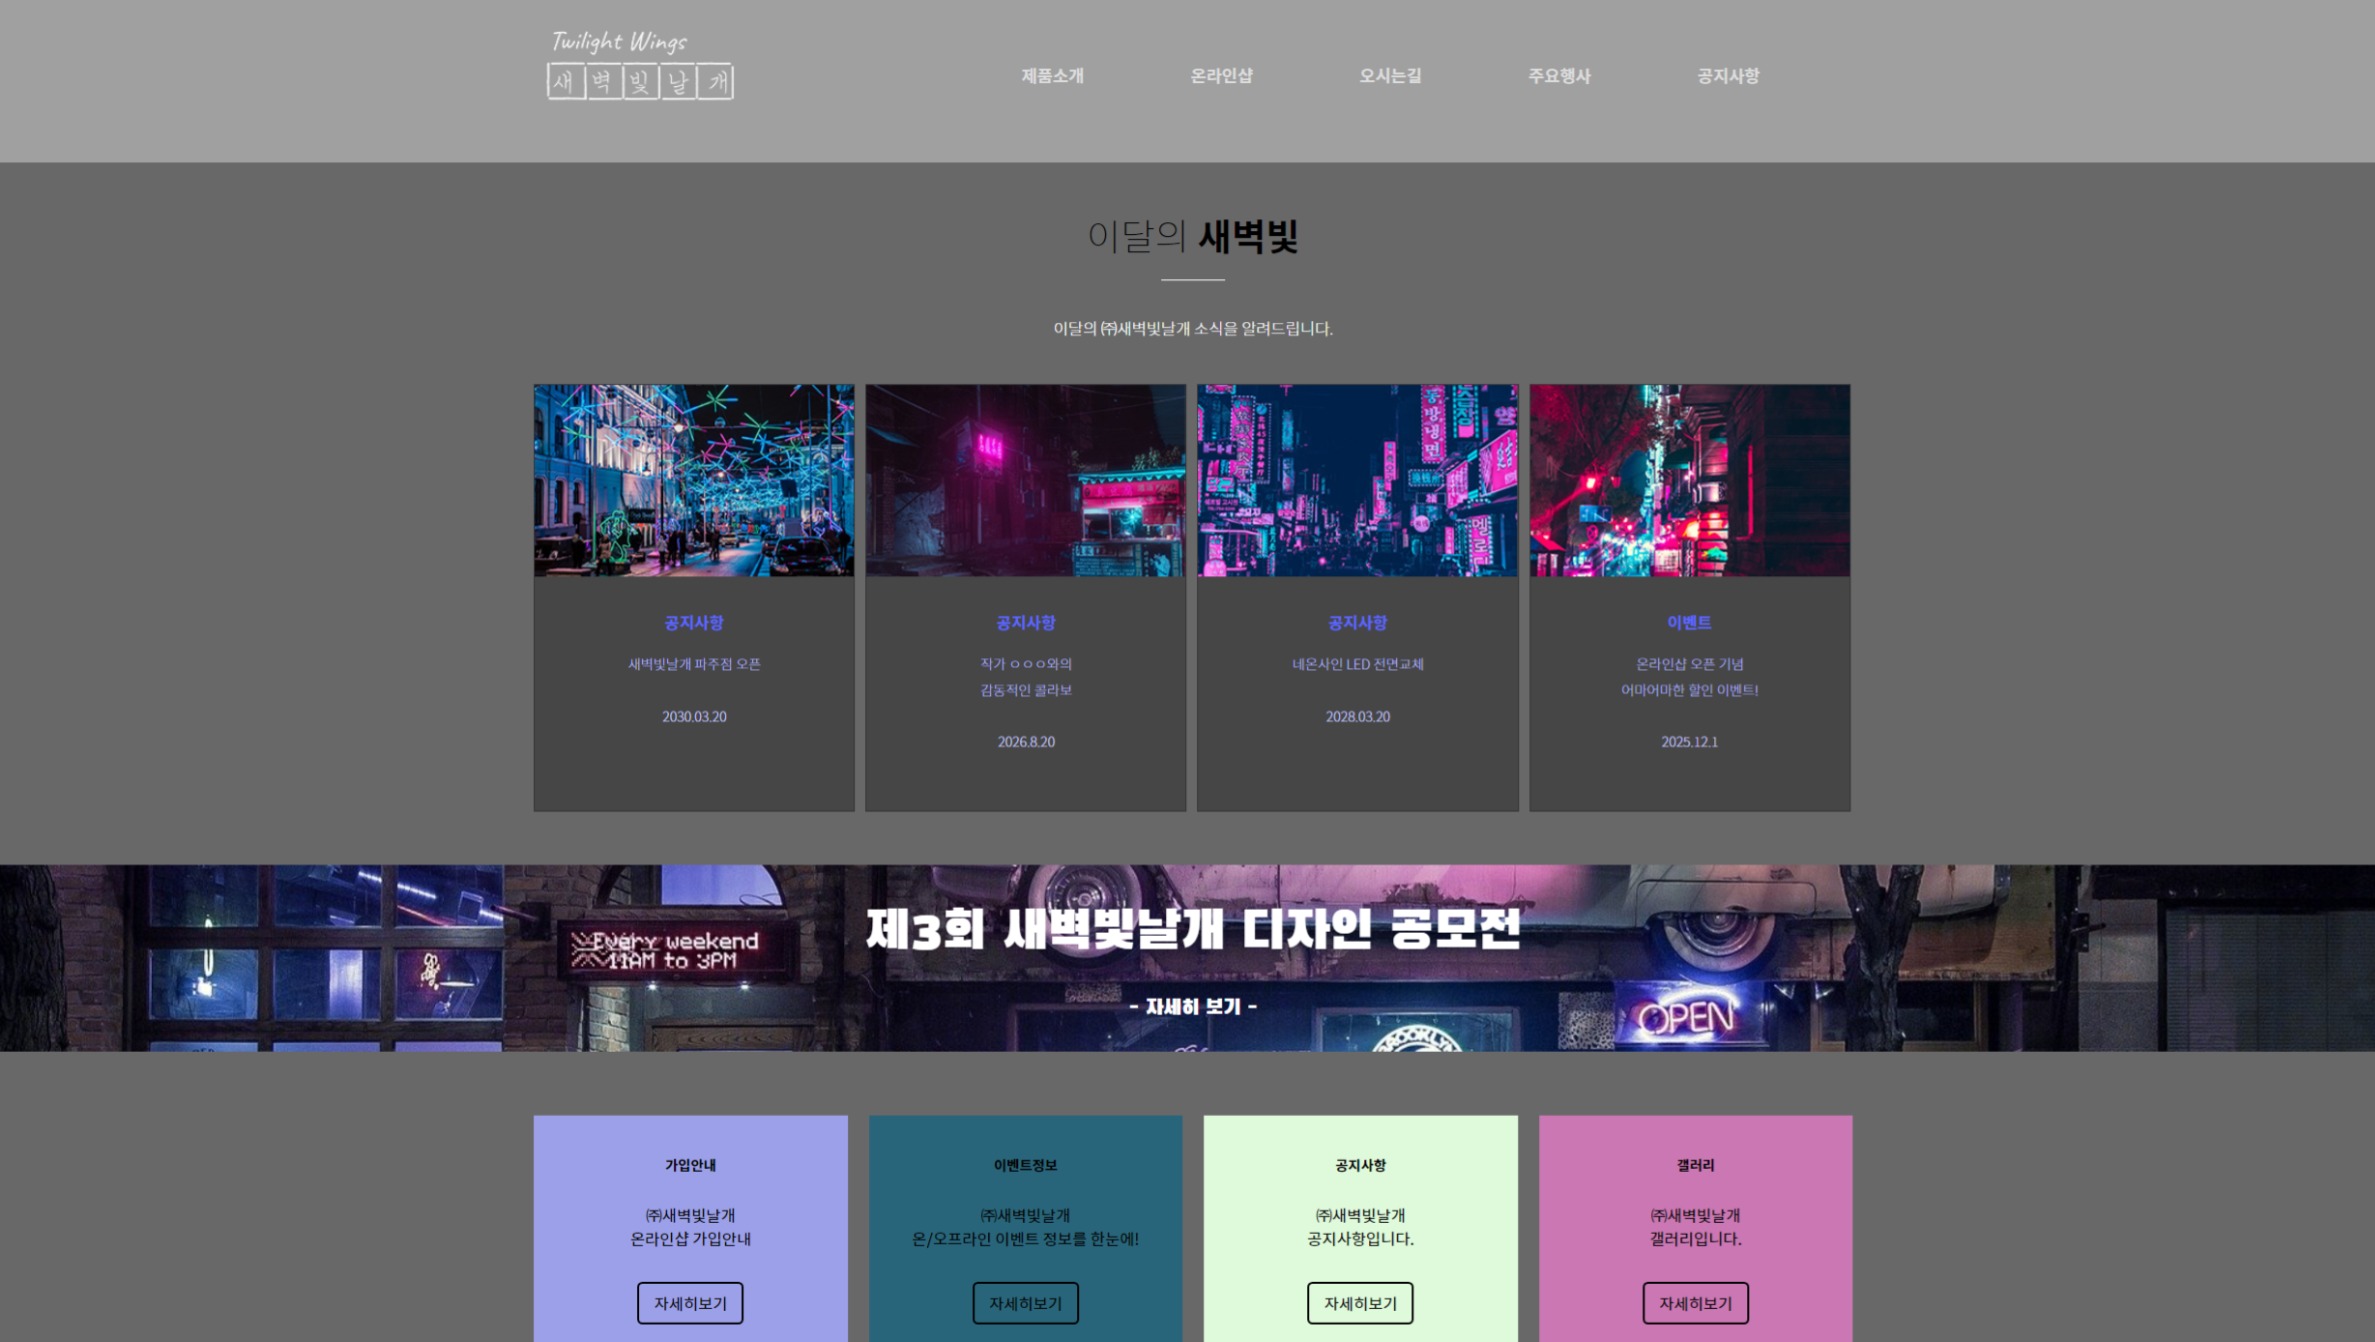 Twilight Wings
새벽빛날개
제품소개 온라인샵 오시는길 주요행사 공지사항
이달의 새벽빛
이달의 ㈜새벽빛날개 소식을 알려드립니다.
동방냉면
공지사항
새벽빛날개 파주점 오픈
2030.03.20
공지사항
작가 ㅇㅇㅇ와의
감동적인 콜라보
2026.8.20
공지사항
네온사인 LED 전면교체
2028.03.20
이벤트
온라인샵 오픈 기념
어마어마한 할인 이벤트!
2025.12.1
Every weekend
11AM to 3PM
제3회 새벽빛날개 디자인 공모전
- 자세히 보기 -
OPEN
BROOKLYN
가입안내
㈜새벽빛날개
온라인샵 가입안내
자세히보기
이벤트정보
㈜새벽빛날개
온/오프라인 이벤트 정보를 한눈에!
자세히보기
공지사항
㈜새벽빛날개
공지사항입니다.
자세히보기
갤러리
㈜새벽빛날개
갤러리입니다.
자세히보기